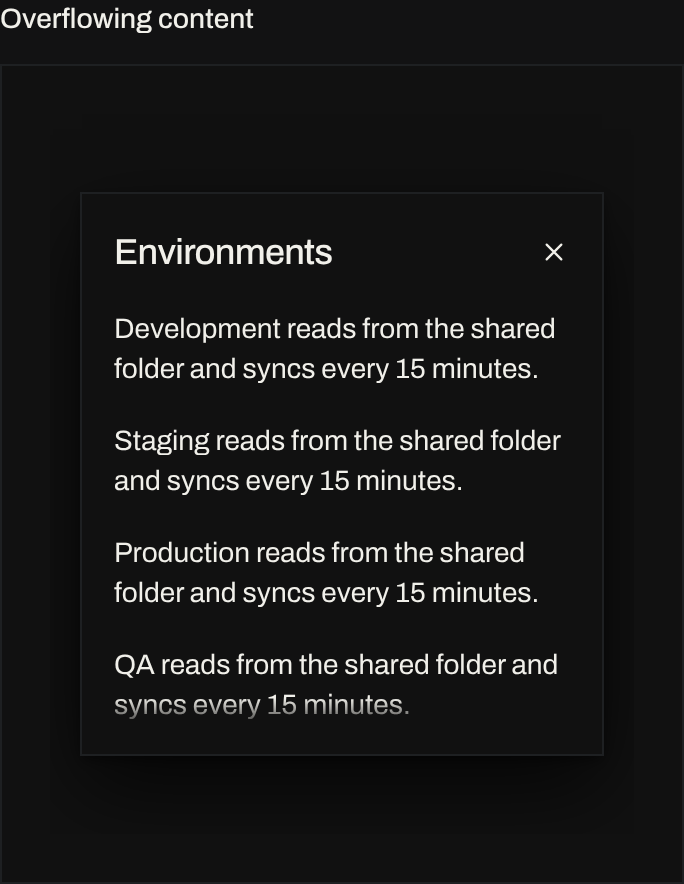 Overflowing content
Environments
Development reads from the shared
folder and syncs every 15 minutes.
Staging reads from the shared folder
and syncs every 15 minutes.
Production reads from the shared
folder and syncs every 15 minutes.
QA reads from the shared folder and
syncs every 15 minutes.